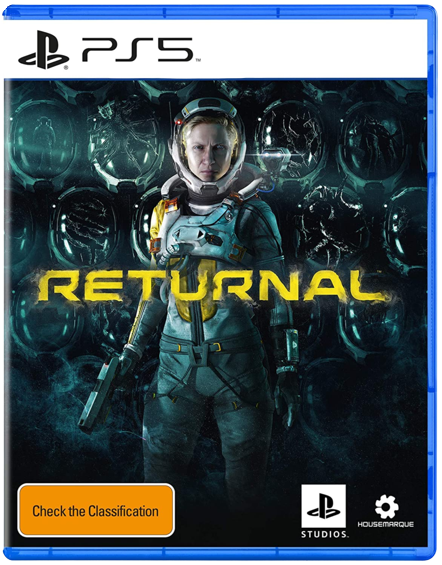 PS5
RETURNAL
Check the Classification
STUDIOS.
HOUSEMARQUE